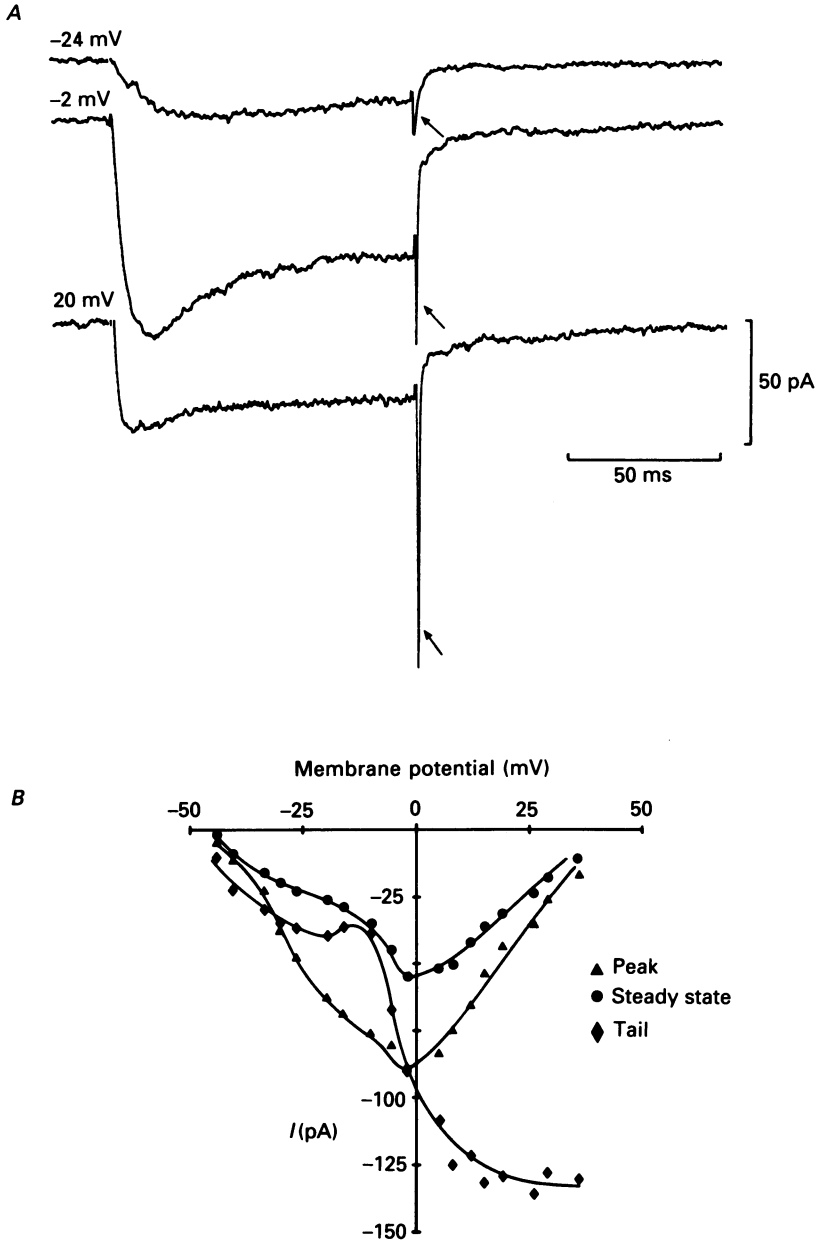 A
–24 mV
–2 mV
20 mV
50 pA
50 ms
Membrane potential (mV)
B
–50
–25
0
25
50
–25
Peak
Steady state
Tail
–100
I (pA)
–125
–150